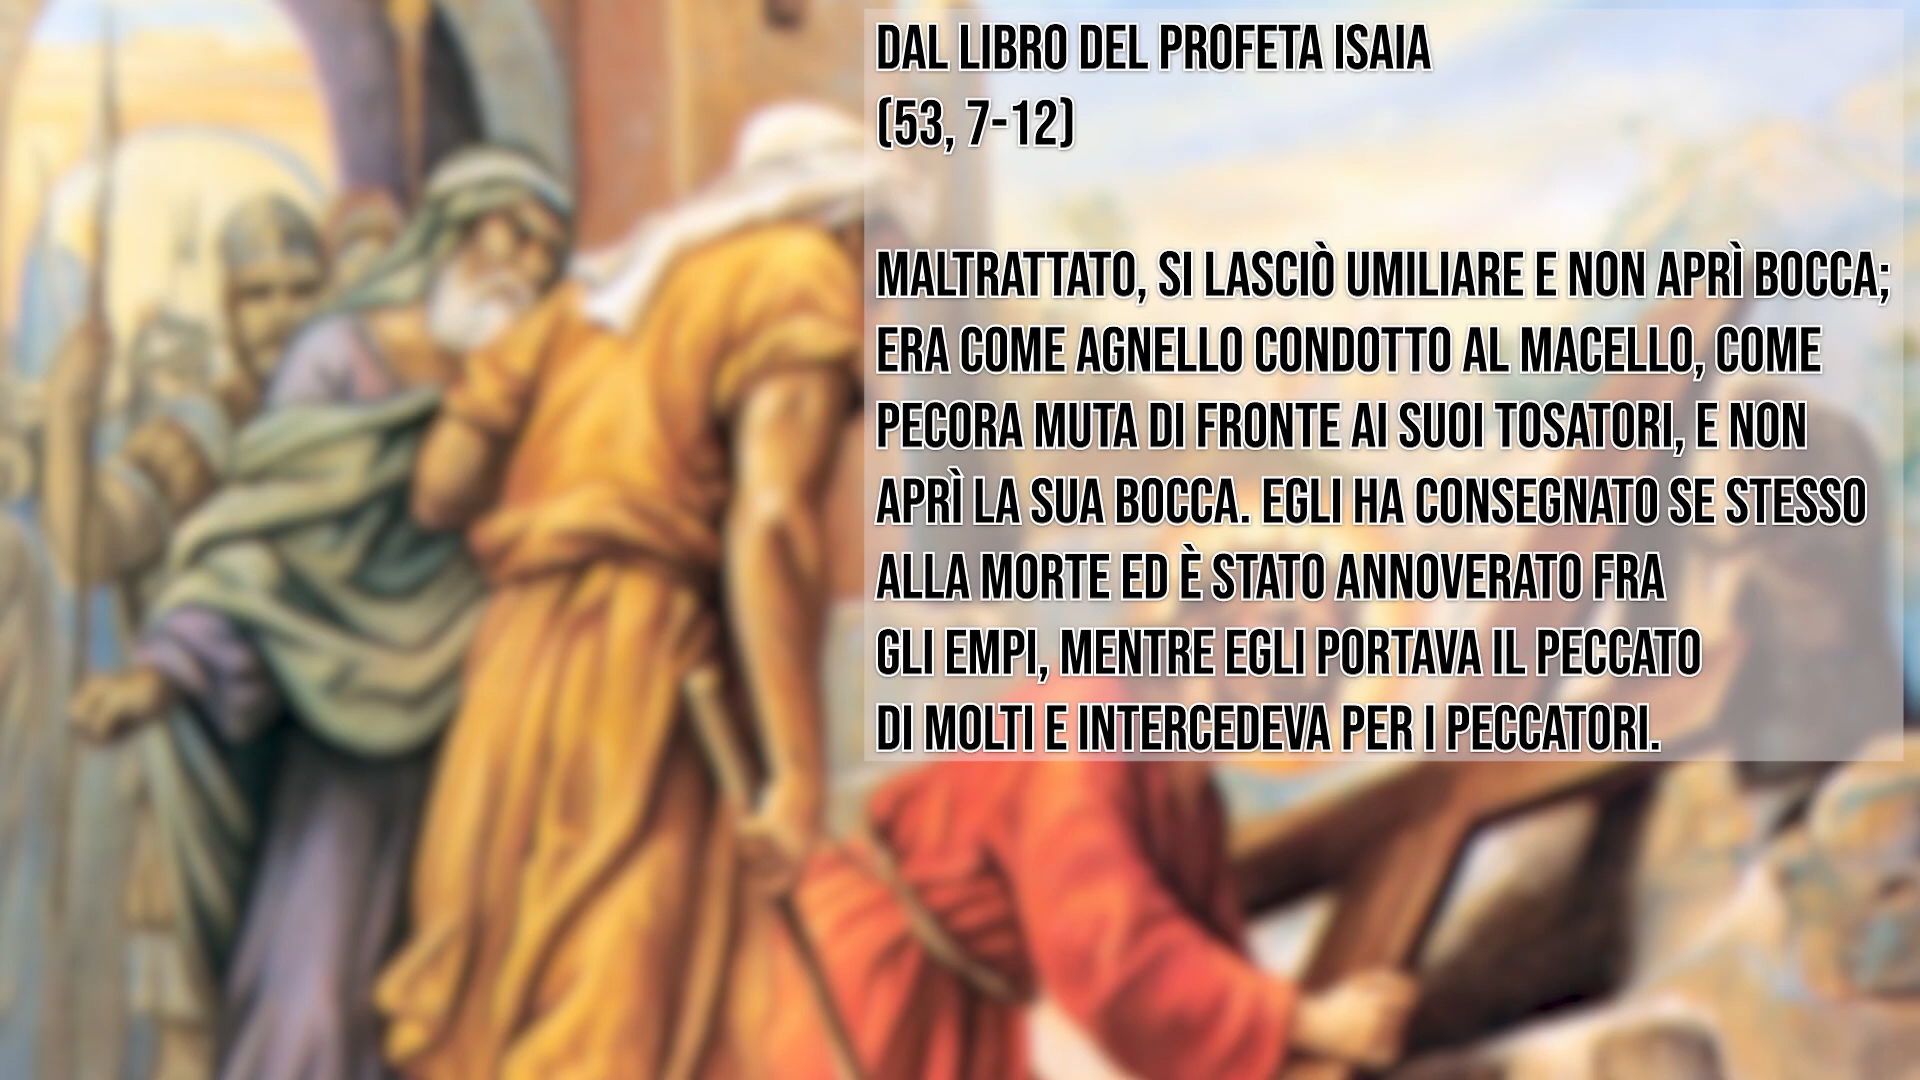 DAL LIBRO DEL PROFETA ISAIA
(53, 7-12)
MALTRATTATO, SI LASCIÒ UMILIARE E NON APRÌ BOCCA;
ERA COME AGNELLO CONDOTTO AL MACELLO, COME
PECORA MUTA DI FRONTE AI SUOI TOSATORI, E NON
APRÌ LA SUA BOCCA. EGLI HA CONSEGNATO SE STESSO
ALLA MORTE ED È STATO ANNOVERATO FRA
GLI EMPI, MENTRE EGLI PORTAVA IL PECCATO
DI MOLTI E INTERCEDEVA PER I PECCATORI.